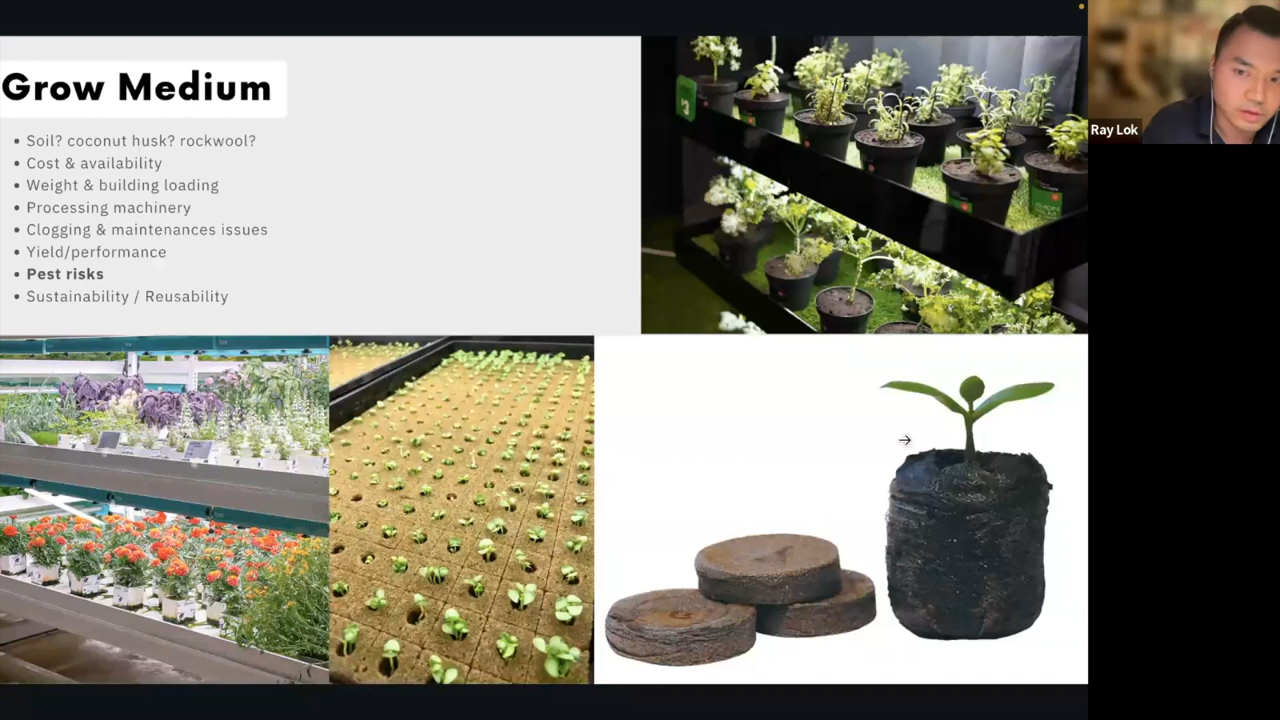 Grow Medium
Soil? coconut husk? rockwool?
Cost & availability
Weight & building loading
Processing machinery
Clogging & maintenances issues
Yield/performance
Pest risks
Sustainability / Reusability
3
Ray Lok